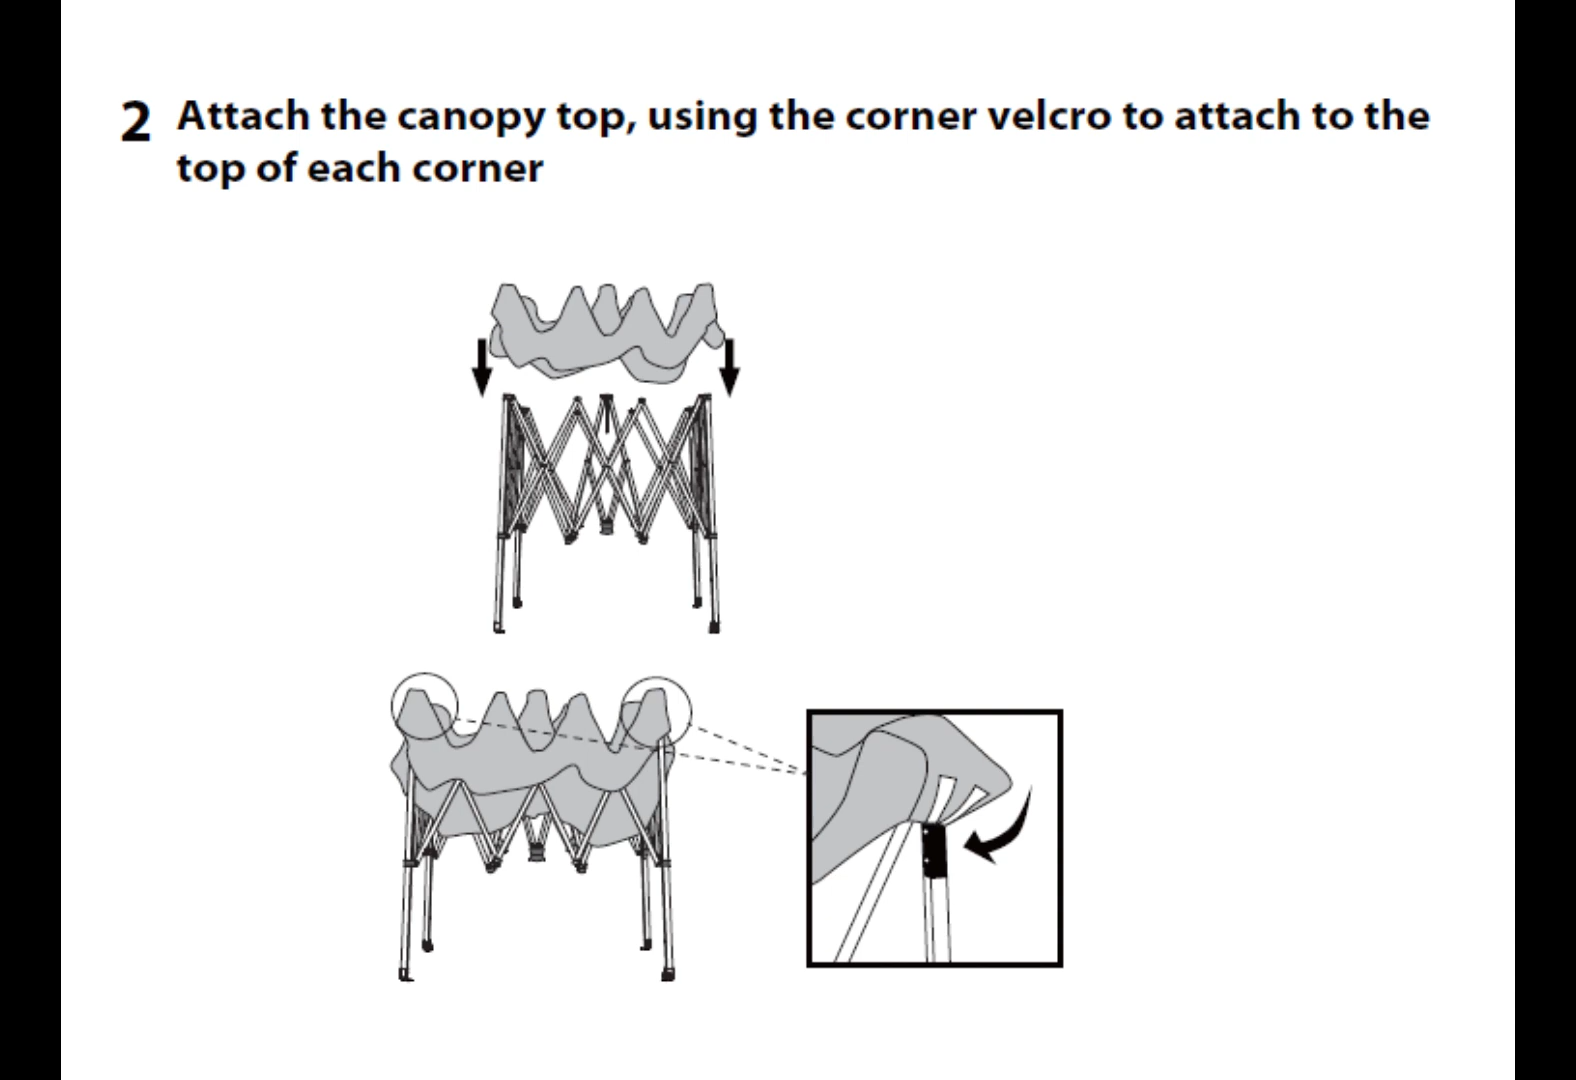 2 Attach the canopy top, using the corner velcro to attach to the
top of each corner